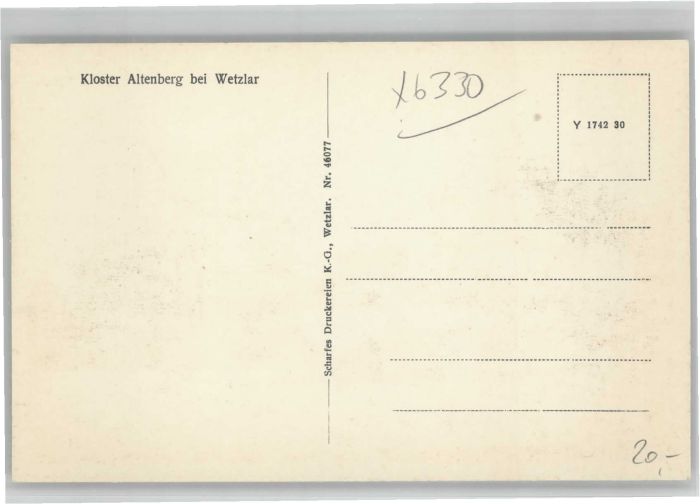 Kloster Altenberg bei Wetzlar
Scharfes Druckereien K.-G., Wetzlar. Nr. 46077
x6330
Y 1742 30
20,-